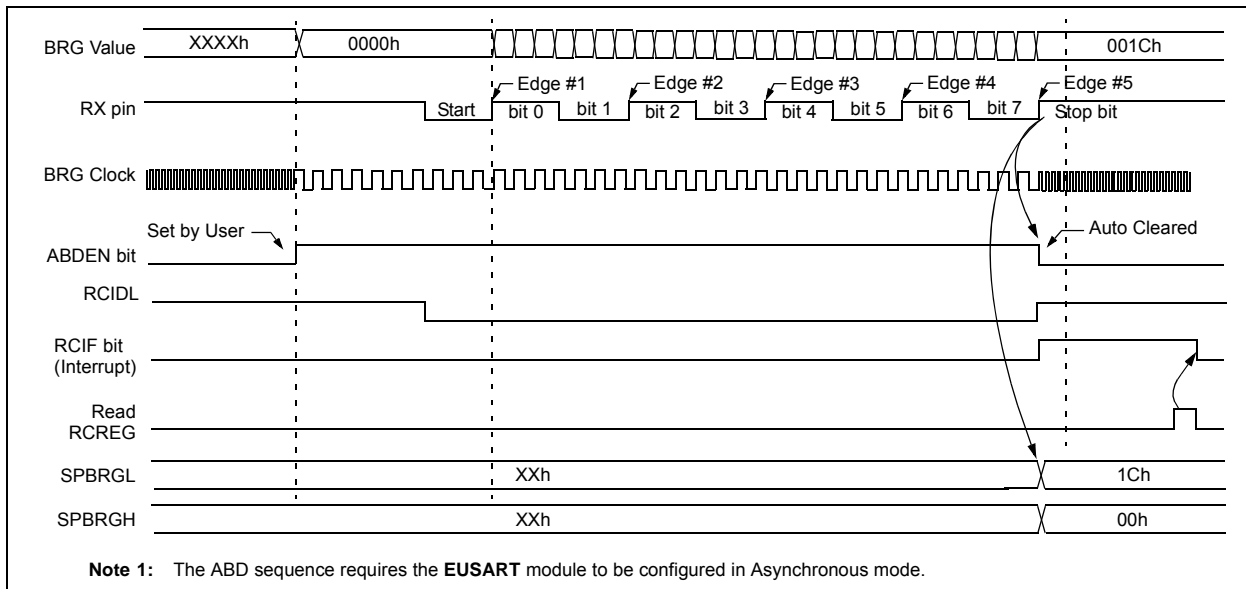 BRG Value XXXXh 0000h 001Ch
Edge #1 Edge #2 Edge #3 Edge #4 Edge #5
RX pin Start bit 0 bit 1 bit 2 bit 3 bit 4 bit 5 bit 6 bit 7 Stop bit
BRG Clock
Set by User Auto Cleared
ABDEN bit
RCIDL
RCIF bit
(Interrupt)
Read
RCREG
SPBRGL XXh 1Ch
SPBRGH XXh 00h
Note 1: The ABD sequence requires the EUSART module to be configured in Asynchronous mode.